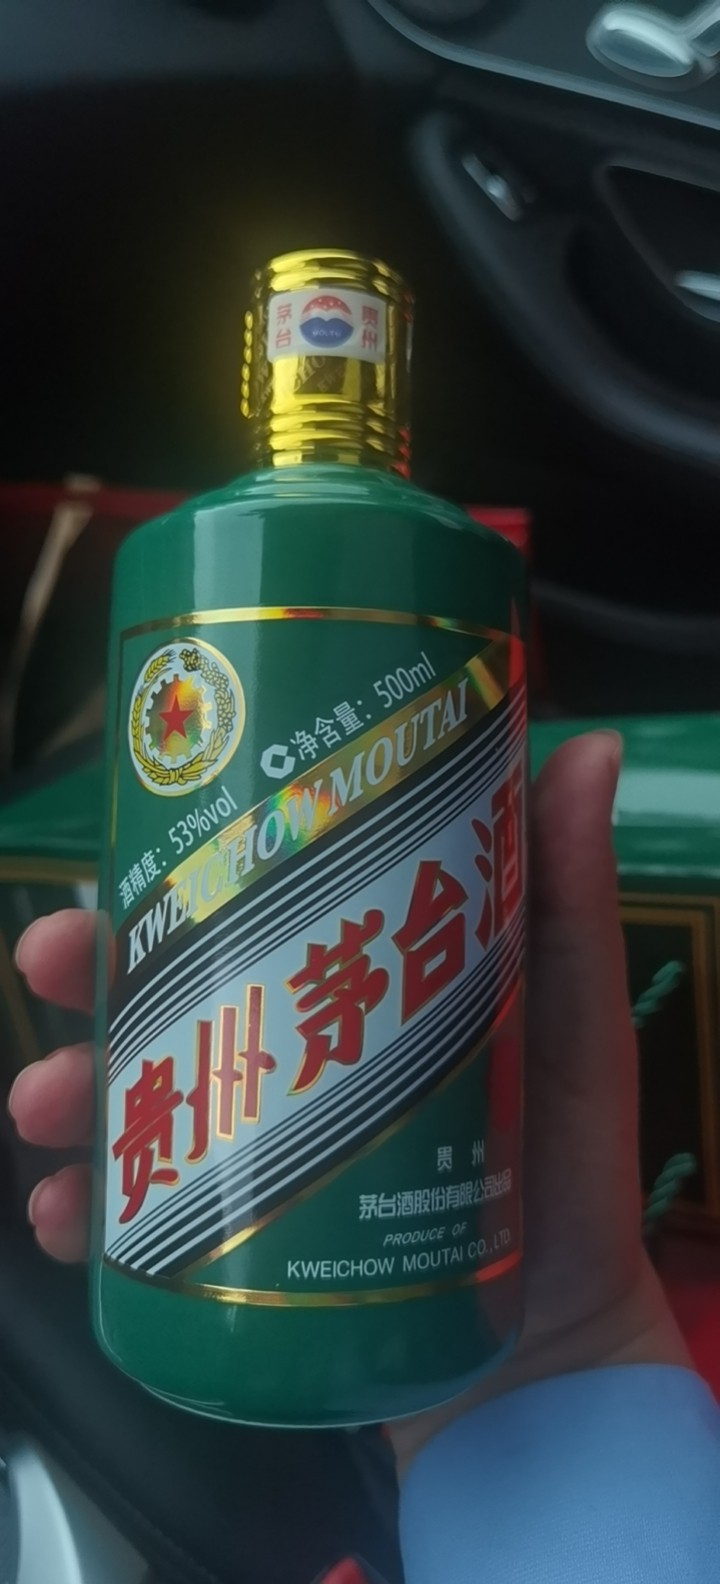 贵州
茅台
酒精度：53%vol
净含量：500ml
KWEICHOW MOUTAI
贵州茅台酒
贵州
茅台酒股份有限公司出品
PRODUCE OF
KWEICHOW MOUTAI CO., LTD